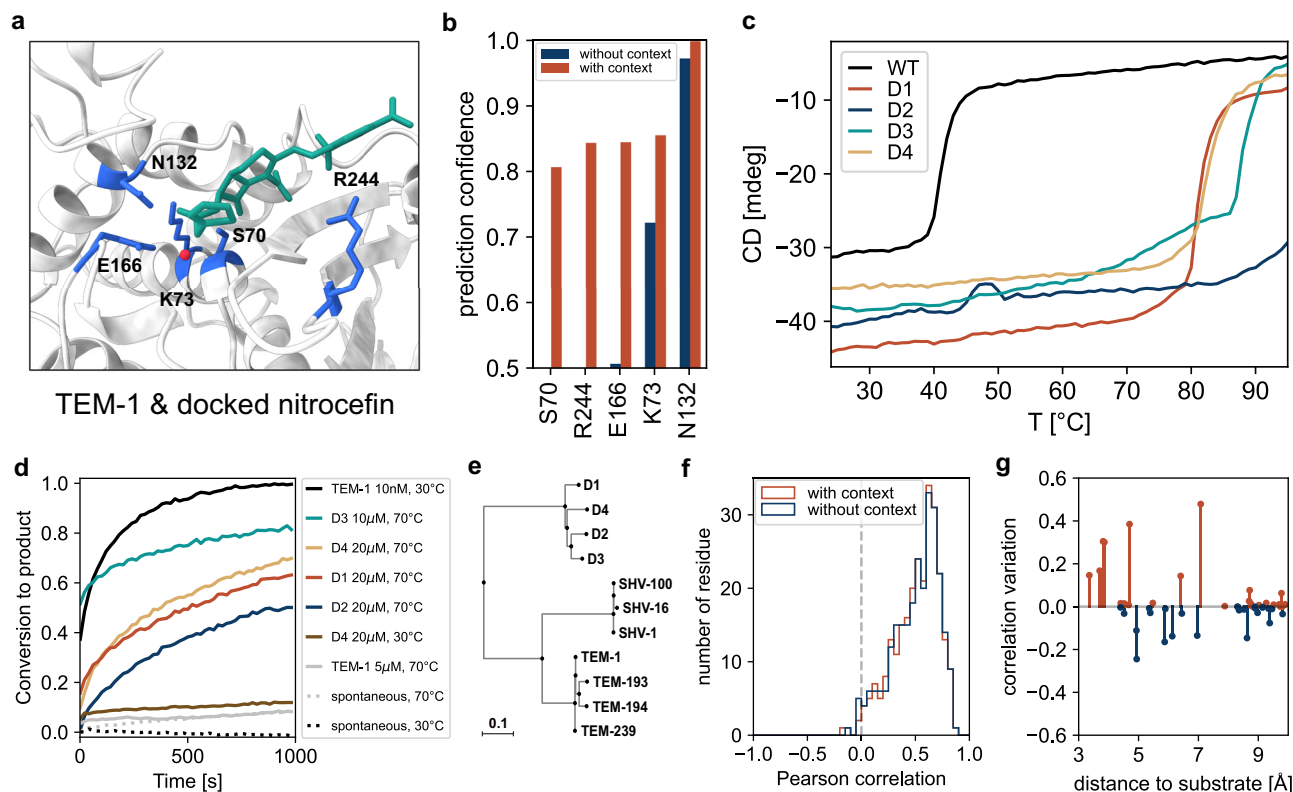 a
N132
R244
S70
E166
K73
TEM-1 & docked nitrocefin
b
without context
with context
1.0
0.9
0.8
0.7
0.6
0.5
prediction confidence
S70
R244
E166
K73
N132
c
WT
D1
D2
D3
D4
−10
−20
−30
−40
CD [mdeg]
30 40 50 60 70 80 90
T [°C]
d
1.0
0.8
0.6
0.4
0.2
0.0
Conversion to product
0 500 1000
Time [s]
TEM-1 10nM, 30°C
D3 10μM, 70°C
D4 20μM, 70°C
D1 20μM, 70°C
D2 20μM, 70°C
D4 20μM, 30°C
TEM-1 5μM, 70°C
spontaneous, 70°C
spontaneous, 30°C
e
D1
D4
D2
D3
SHV-100
SHV-16
SHV-1
TEM-1
TEM-193
TEM-194
TEM-239
0.1
f
with context
without context
30
20
10
0
number of residue
−1.0 −0.5 0.0 0.5 1.0
Pearson correlation
g
0.6
0.4
0.2
0.0
−0.2
−0.4
−0.6
correlation variation
3 5 7 9
distance to substrate [Å]